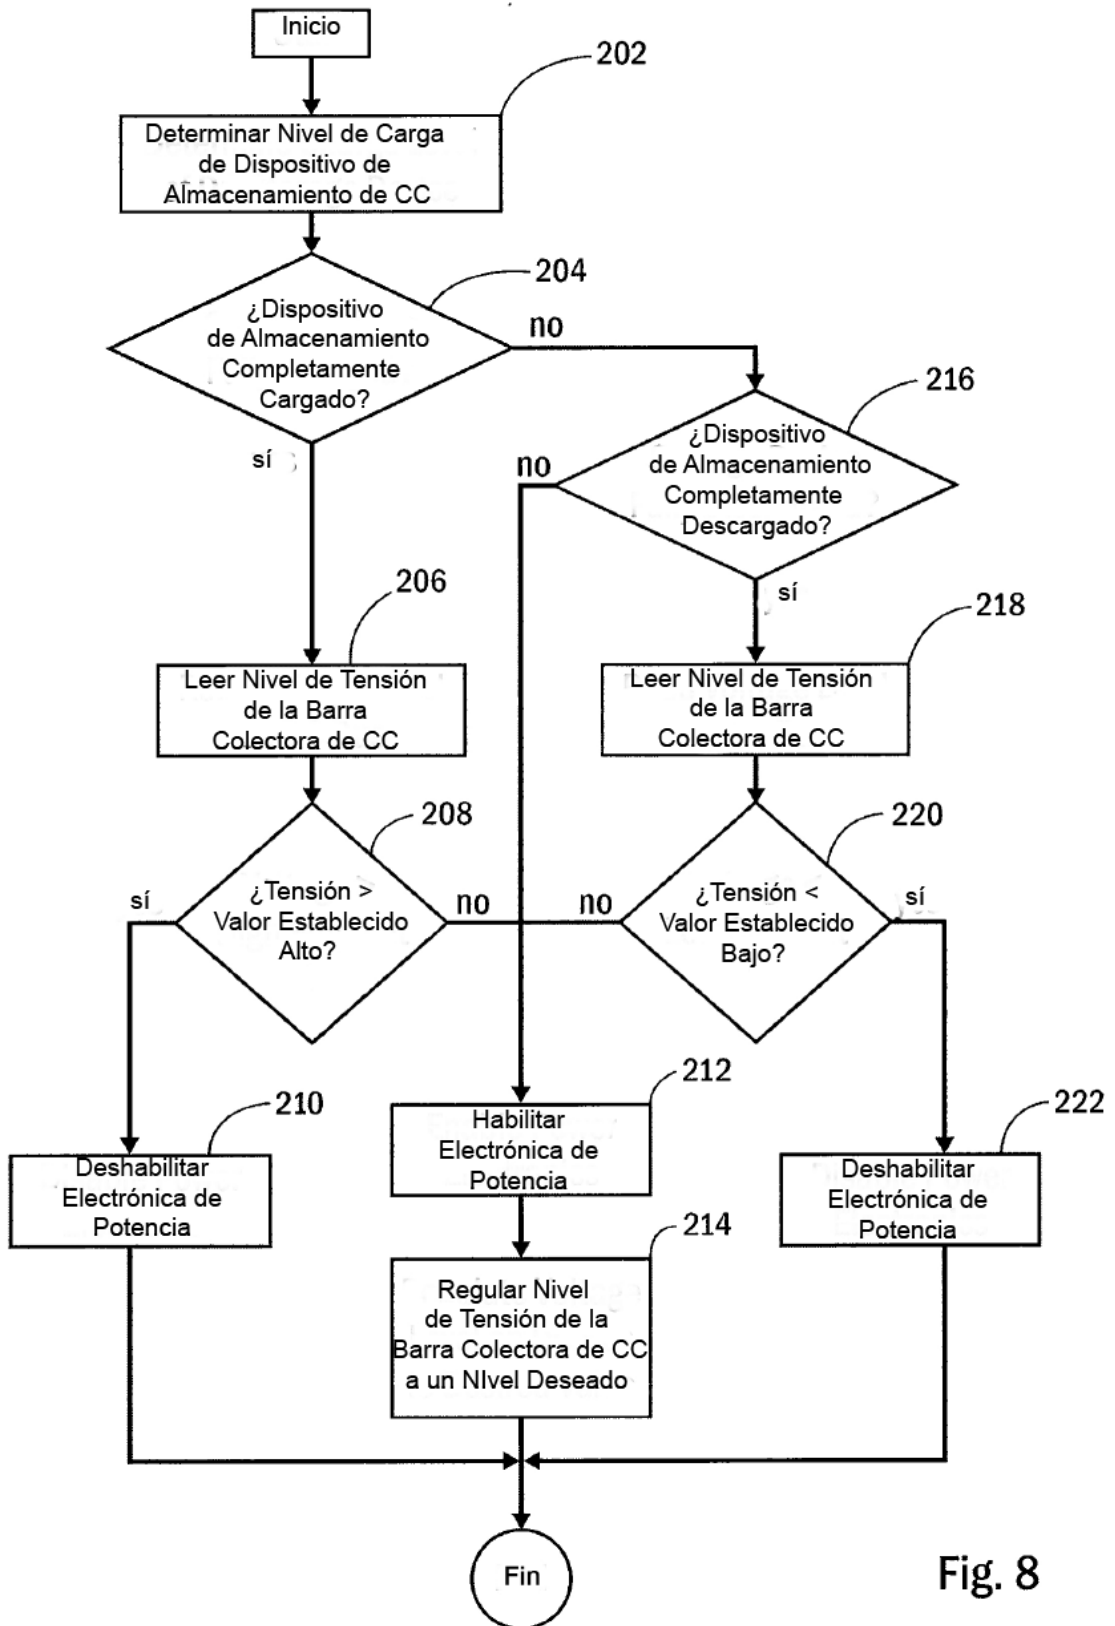 Inicio
202
Determinar Nivel de Carga
de Dispositivo de
Almacenamiento de CC
204
¿Dispositivo
de Almacenamiento
Completamente
Cargado?
no
sí
216
¿Dispositivo
de Almacenamiento
Completamente
Descargado?
no
sí
206
Leer Nivel de Tensión
de la Barra
Colectora de CC
218
Leer Nivel de Tensión
de la Barra
Colectora de CC
208
¿Tensión >
Valor Establecido
Alto?
sí
no
220
¿Tensión <
Valor Establecido
Bajo?
no
sí
210
Deshabilitar
Electrónica de
Potencia
212
Habilitar
Electrónica de
Potencia
222
Deshabilitar
Electrónica de
Potencia
214
Regular Nivel
de Tensión de la
Barra Colectora de CC
a un NIvel Deseado
Fin
Fig. 8